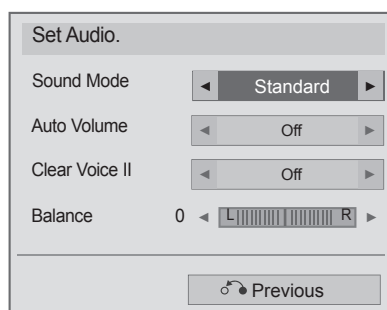 Set Audio.
Sound Mode ◄ Standard ►
Auto Volume ◄ Off ►
Clear Voice II ◄ Off ►
Balance 0 ◄ L R ►
Previous